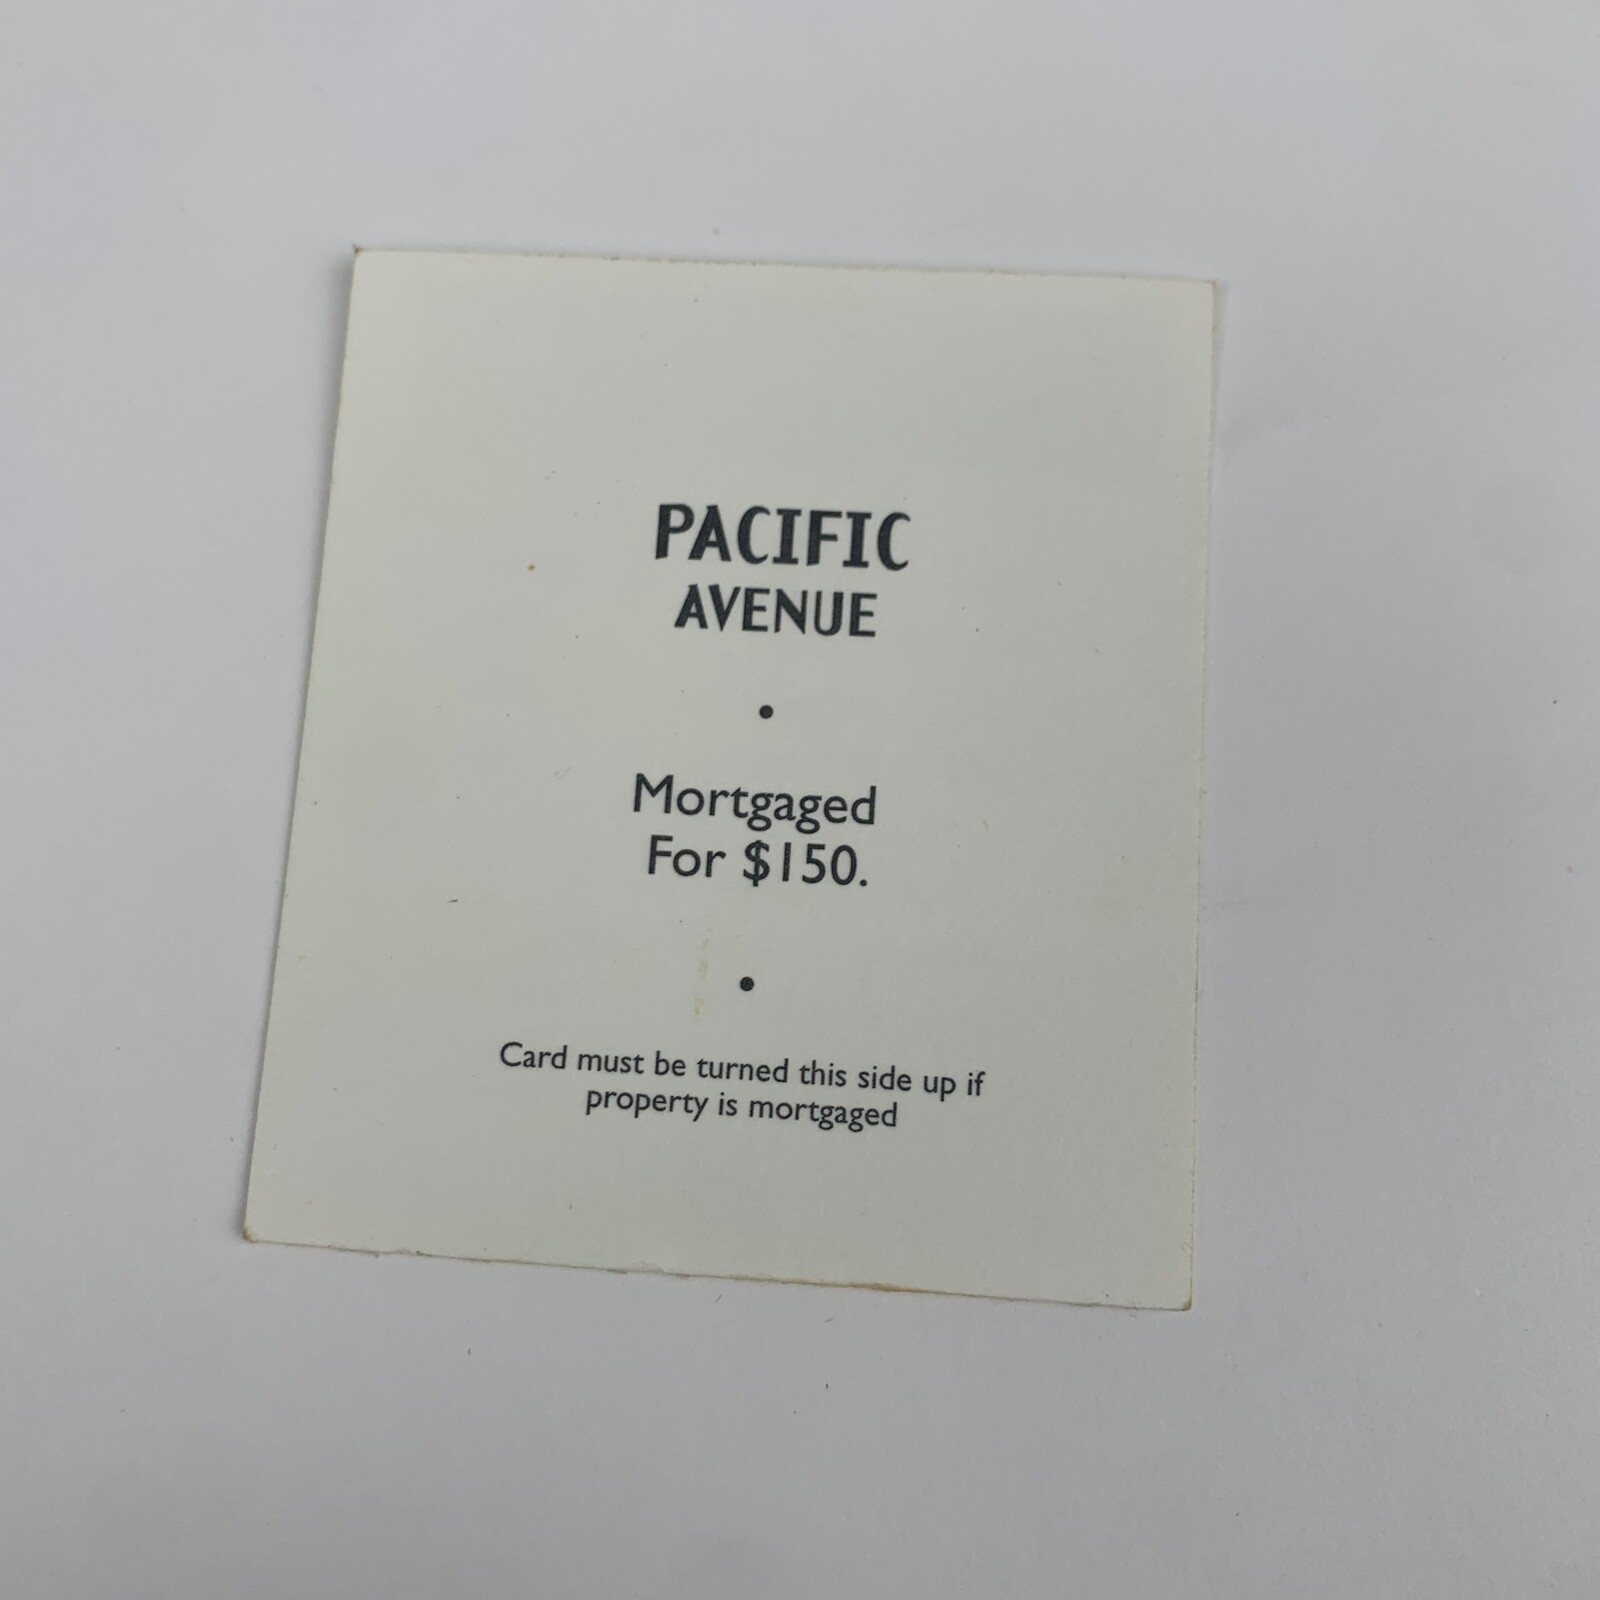 PACIFIC
AVENUE
•
Mortgaged
For $150.
•
Card must be turned this side up if
property is mortgaged